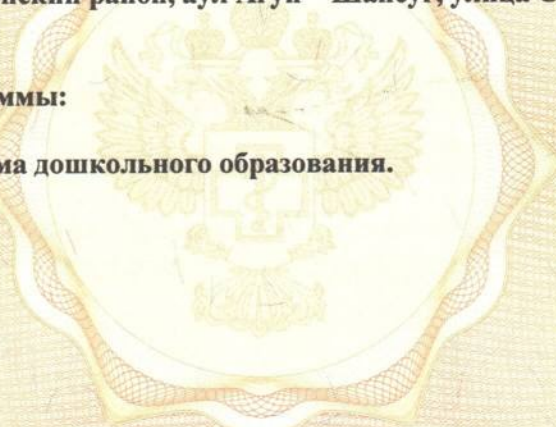 район, аул Агуй – Шапсуг, улица
ммы:
ма дошкольного образования.